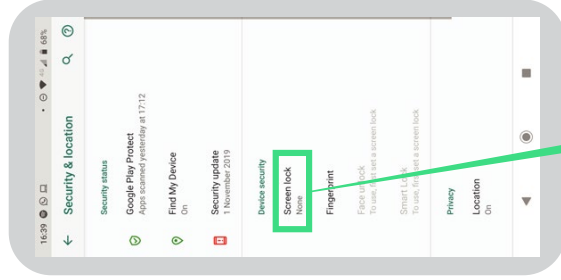 16:39
4G 68%
Security & location
Security status
Google Play Protect
Apps scanned yesterday at 17:12
Find My Device
On
Security update
1 November 2019
Device security
Screen lock
None
Fingerprint
Face unlock
To use, first set a screen lock
Smart Lock
To use, first set a screen lock
Privacy
Location
On